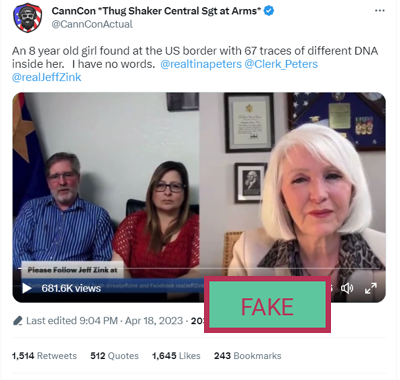 CannCon "Thug Shaker Central Sgt at Arms"
@CannConActual
An 8 year old girl found at the US border with 67 traces of different DNA
inside her. I have no words. @realtinapeters @Clerk_Peters
@realJeffZink
Please Follow Jeff Zink at
681.6K views
FAKE
Last edited 9:04 PM · Apr 18, 2023 ·
1,514 Retweets 512 Quotes 1,645 Likes 243 Bookmarks